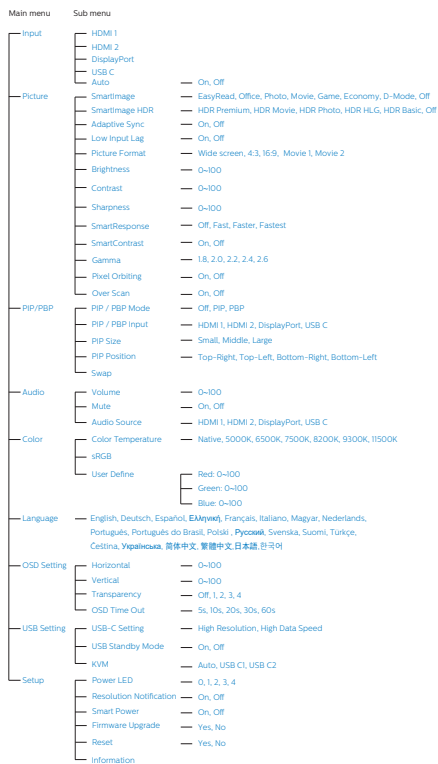 Main menu Sub menu
Input HDMI 1
HDMI 2
DisplayPort
USB C
Auto On, Off
Picture SmartImage EasyRead, Office, Photo, Movie, Game, Economy, D-Mode, Off
SmartImage HDR HDR Premium, HDR Movie, HDR Photo, HDR HLG, HDR Basic, Off
Adaptive Sync On, Off
Low Input Lag On, Off
Picture Format Wide screen, 4:3, 16:9, Movie 1, Movie 2
Brightness 0~100
Contrast 0~100
Sharpness 0~100
SmartResponse Off, Fast, Faster, Fastest
SmartContrast On, Off
Gamma 1.8, 2.0, 2.2, 2.4, 2.6
Pixel Orbiting On, Off
Over Scan On, Off
PIP/PBP PIP / PBP Mode Off, PIP, PBP
PIP / PBP Input HDMI 1, HDMI 2, DisplayPort, USB C
PIP Size Small, Middle, Large
PIP Position Top-Right, Top-Left, Bottom-Right, Bottom-Left
Swap
Audio Volume 0~100
Mute On, Off
Audio Source HDMI 1, HDMI 2, DisplayPort, USB C
Color Color Temperature Native, 5000K, 6500K, 7500K, 8200K, 9300K, 11500K
sRGB
User Define Red: 0~100
Green: 0~100
Blue: 0~100
Language English, Deutsch, Español, Ελληνική, Français, Italiano, Magyar, Nederlands,
Português, Português do Brasil, Polski , Русский, Svenska, Suomi, Türkçe,
Čeština, Українська, 简体中文, 繁體中文,日本語,한국어
OSD Setting Horizontal 0~100
Vertical 0~100
Transparency Off, 1, 2, 3, 4
OSD Time Out 5s, 10s, 20s, 30s, 60s
USB Setting USB-C Setting High Resolution, High Data Speed
USB Standby Mode On, Off
KVM Auto, USB C1, USB C2
Setup Power LED 0, 1, 2, 3, 4
Resolution Notification On, Off
Smart Power On, Off
Firmware Upgrade Yes, No
Reset Yes, No
Information